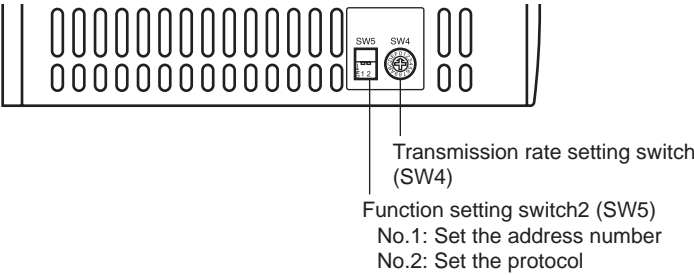 SW5 SW4
1 2
Transmission rate setting switch
(SW4)
Function setting switch2 (SW5)
No.1: Set the address number
No.2: Set the protocol